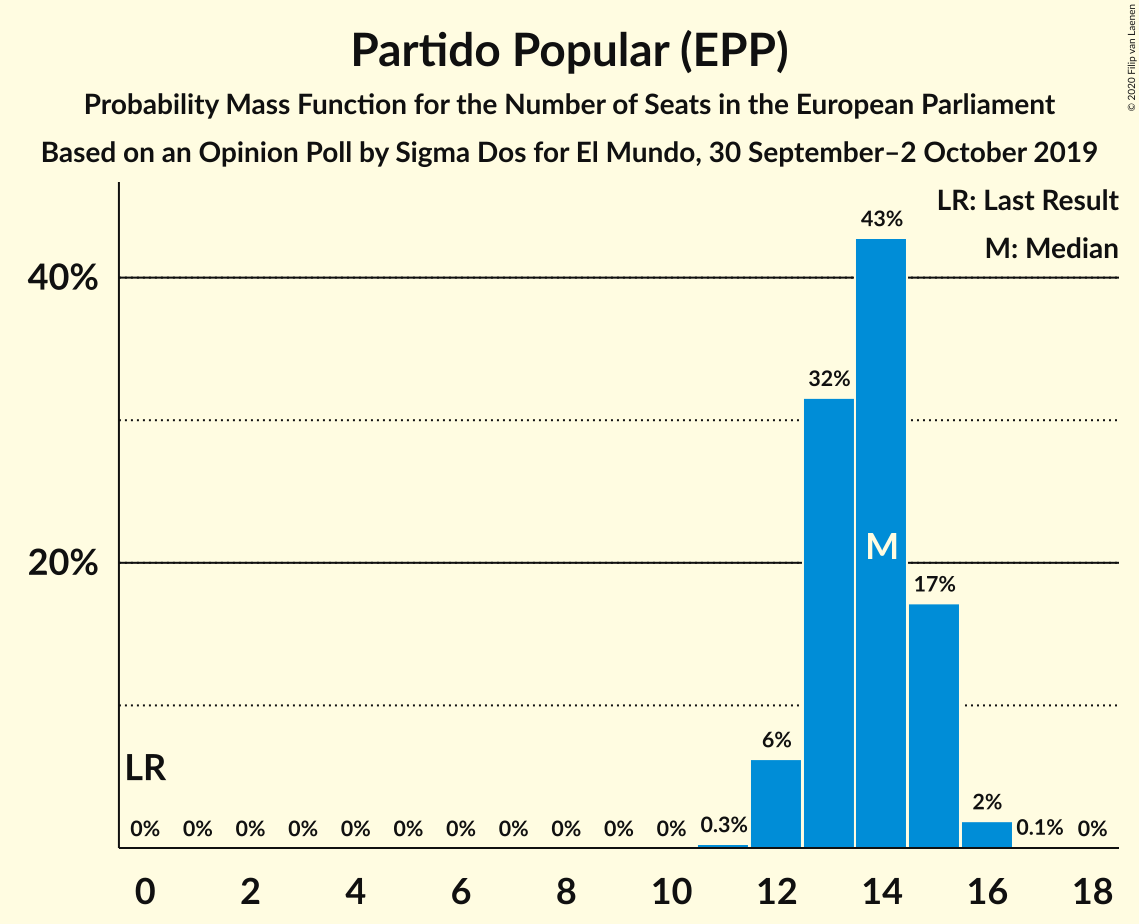 Partido Popular (EPP)
Probability Mass Function for the Number of Seats in the European Parliament
Based on an Opinion Poll by Sigma Dos for El Mundo, 30 September–2 October 2019
© 2020 Filip van Laenen
LR: Last Result
M: Median
43%
40%
32%
M
20%
17%
6%
LR
2%
0% 0% 0% 0% 0% 0% 0% 0% 0% 0% 0% 0.3% 0.1% 0%
0 2 4 6 8 10 12 14 16 18